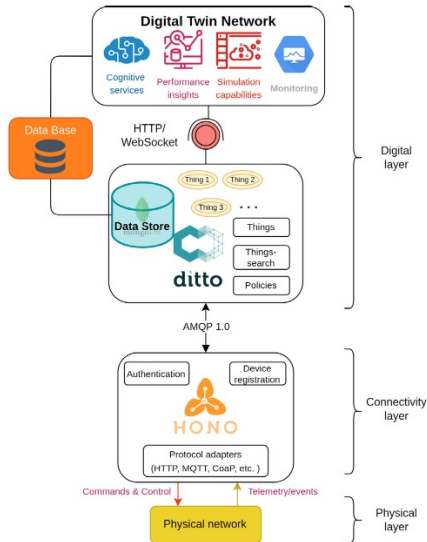 Digital Twin Network
Cognitive
services
Performance
insights
Simulation
capabilities
Monitoring
Data Base
HTTP/
WebSocket
Digital
layer
Thing 1
Thing 2
Thing 3
...
Data Store
Things
Things-
search
ditto
Policies
AMQP 1.0
Authentication
Device
registration
HONO
Connectivity
layer
Protocol adapters
(HTTP, MQTT, CoaP, etc. )
Commands & Control
Telemetry/events
Physical network
Physical
layer